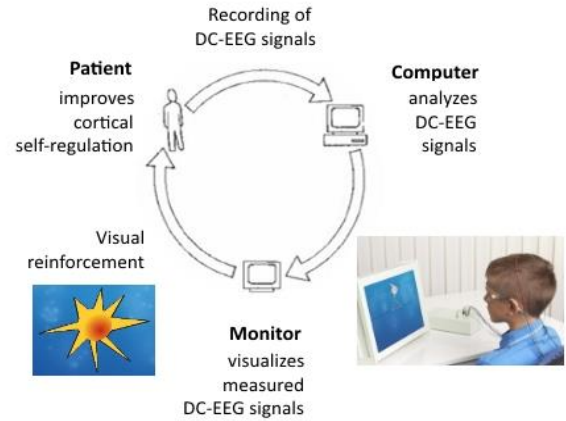 Recording of
DC-EEG signals
Patient
improves
cortical
self-regulation
Computer
analyzes
DC-EEG
signals
Visual
reinforcement
Monitor
visualizes
measured
DC-EEG signals